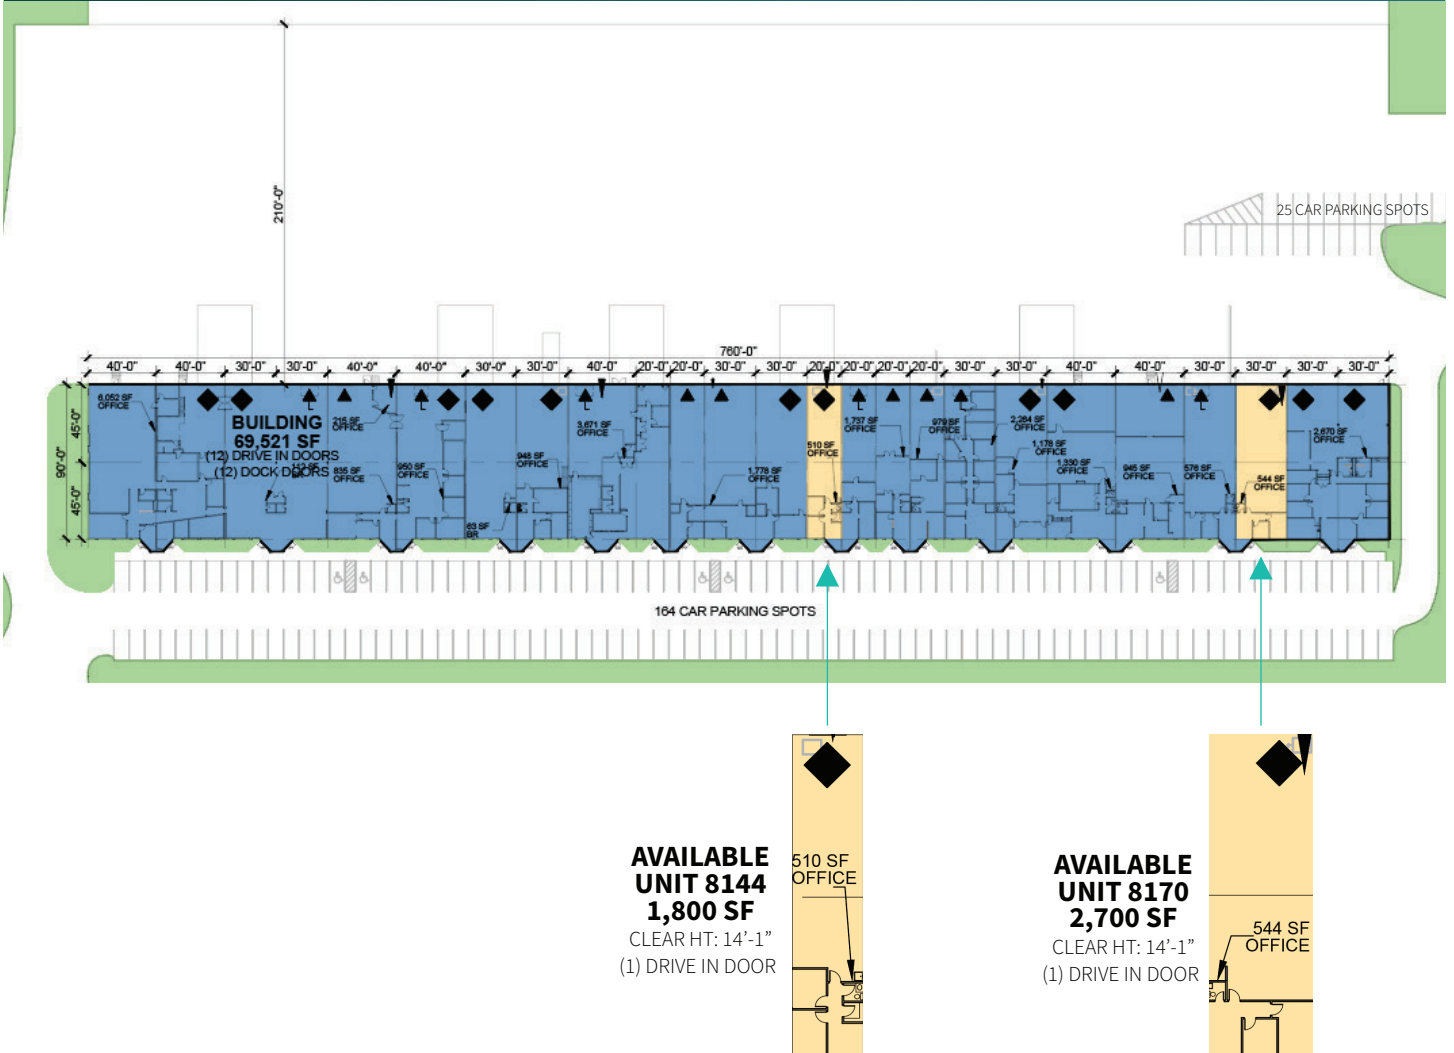 210'-0"
25 CAR PARKING SPOTS
760'-0"
40'-0" 40'-0" 30'-0" 30'-0" 40'-0" 40'-0" 30'-0" 30'-0" 40'-0" 20'-0" 20'-0" 30'-0" 30'-0" 20'-0" 20'-0" 20'-0" 20'-0" 30'-0" 30'-0" 40'-0" 40'-0" 30'-0" 30'-0" 30'-0" 30'-0"
90'-0"
45'-0"
45'-0"
6,052 SF
OFFICE
BUILDING
69,521 SF
(12) DRIVE IN DOORS
(12) DOCK DOORS
215 SF
OFFICE
835 SF
OFFICE
950 SF
OFFICE
63 SF
BR
948 SF
OFFICE
3,671 SF
OFFICE
1,778 SF
OFFICE
510 SF
OFFICE
1,737 SF
OFFICE
979 SF
OFFICE
2,264 SF
OFFICE
1,178 SF
OFFICE
1,330 SF
OFFICE
945 SF
OFFICE
576 SF
OFFICE
544 SF
OFFICE
2,670 SF
OFFICE
164 CAR PARKING SPOTS
AVAILABLE
UNIT 8144
1,800 SF
CLEAR HT: 14’-1”
(1) DRIVE IN DOOR
510 SF
OFFICE
AVAILABLE
UNIT 8170
2,700 SF
CLEAR HT: 14’-1”
(1) DRIVE IN DOOR
544 SF
OFFICE